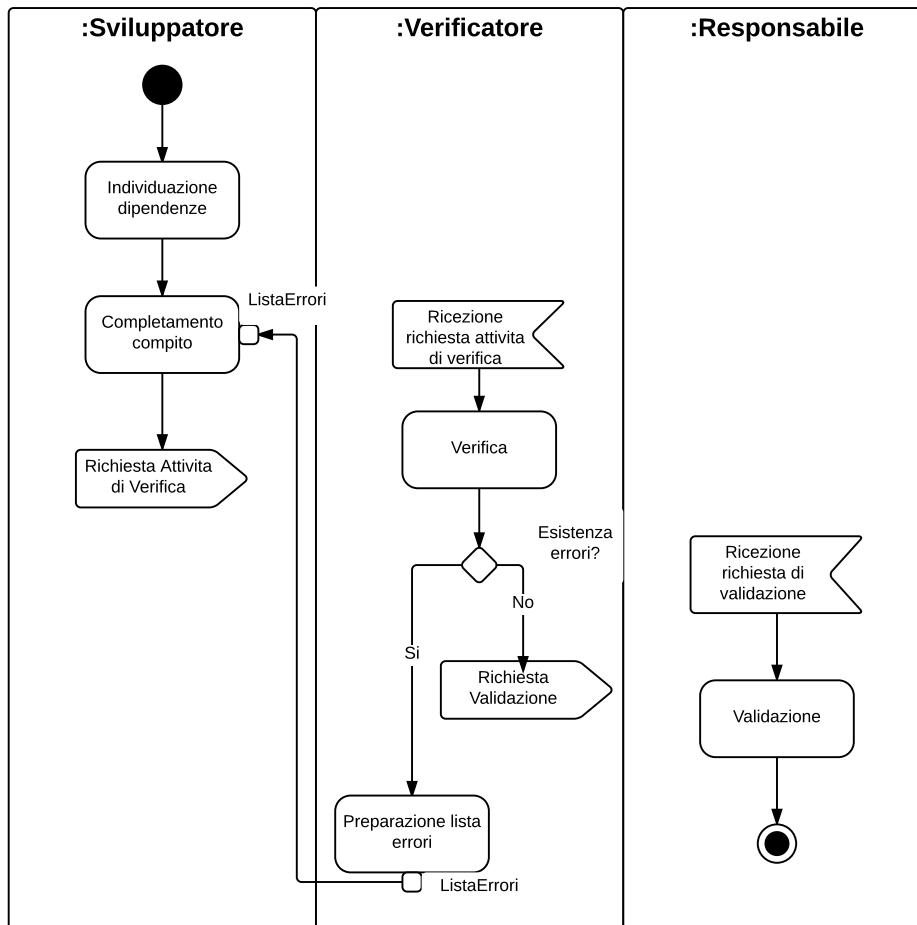 :Sviluppatore
:Verificatore
:Responsabile
Individuazione
dipendenze
ListaErrori
Completamento
compito
Ricezione
richiesta attivita
di verifica
Verifica
Richiesta Attivita
di Verifica
Esistenza
errori?
No
Si
Ricezione
richiesta di
validazione
Richiesta
Validazione
Validazione
Preparazione lista
errori
ListaErrori